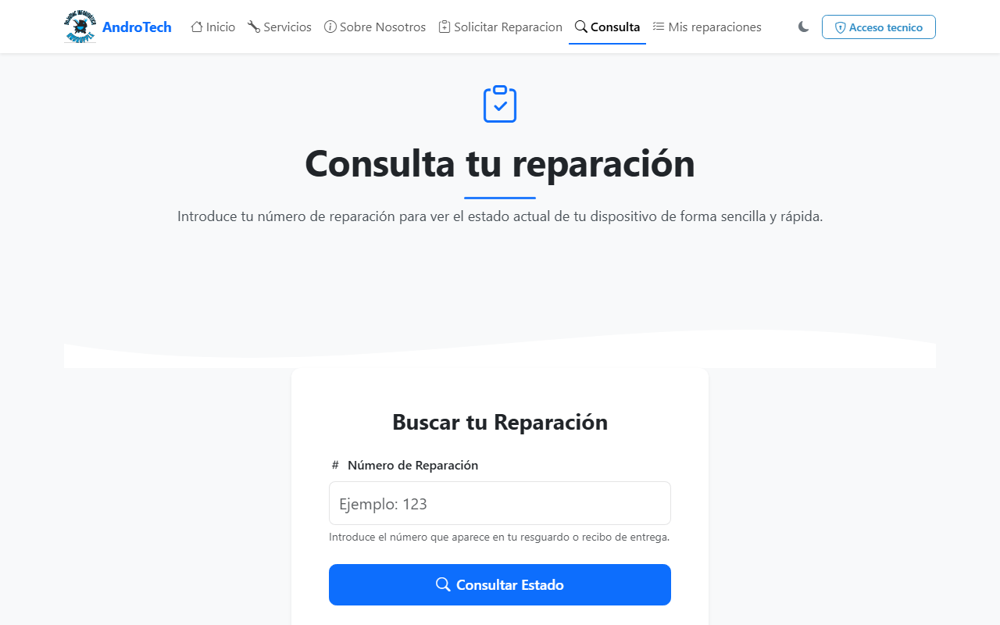 AndroTech
Inicio
Servicios
Sobre Nosotros
Solicitar Reparacion
Consulta
Mis reparaciones
Acceso tecnico
Consulta tu reparación
Introduce tu número de reparación para ver el estado actual de tu dispositivo de forma sencilla y rápida.
Buscar tu Reparación
# Número de Reparación
Ejemplo: 123
Introduce el número que aparece en tu resguardo o recibo de entrega.
Consultar Estado